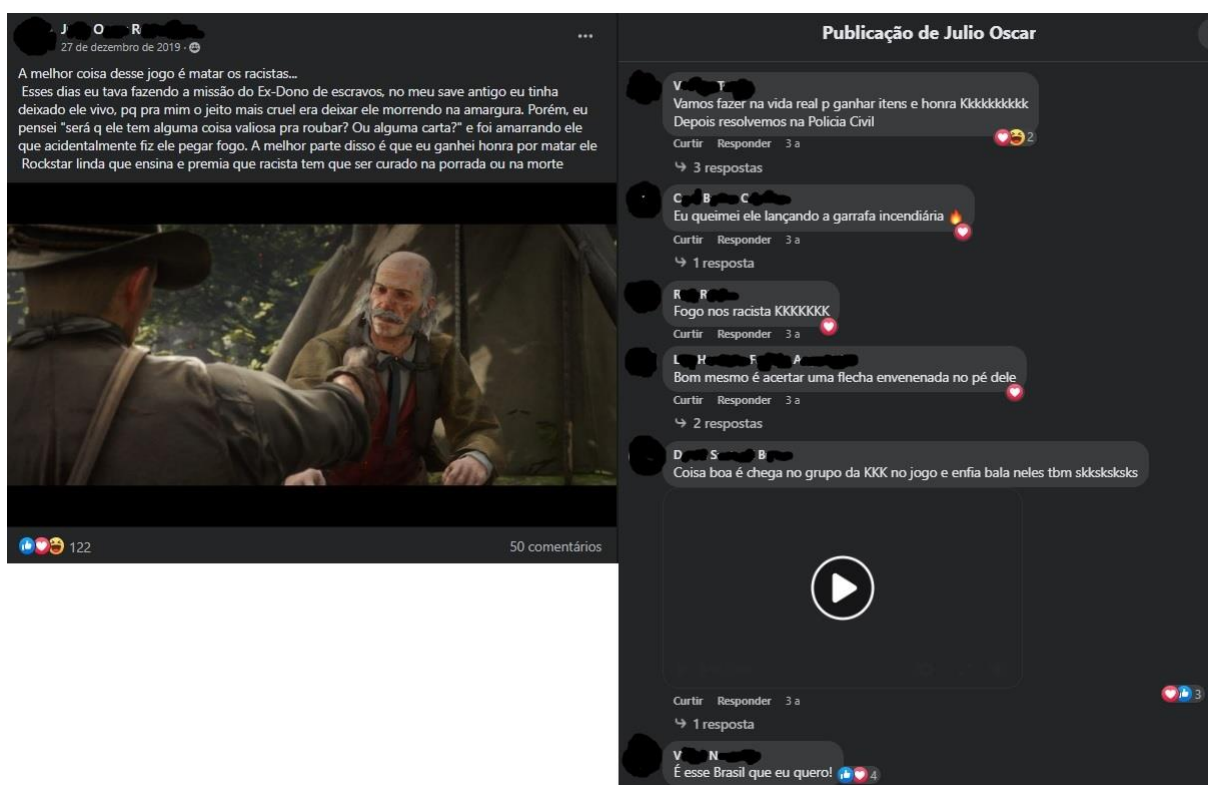 J O R
27 de dezembro de 2019 ·
A melhor coisa desse jogo é matar os racistas...
Esses dias eu tava fazendo a missão do Ex-Dono de escravos, no meu save antigo eu tinha
deixado ele vivo, pq pra mim o jeito mais cruel era deixar ele morrendo na amargura. Porém, eu
pensei "será q ele tem alguma coisa valiosa pra roubar? Ou alguma carta?" e foi amarrando ele
que acidentalmente fiz ele pegar fogo. A melhor parte disso é que eu ganhei honra por matar ele
Rockstar linda que ensina e premia que racista tem que ser curado na porrada ou na morte
122
50 comentários
Publicação de Julio Oscar
V T
Vamos fazer na vida real p ganhar itens e honra Kkkkkkkkkk
Depois resolvemos na Policia Civil
Curtir Responder 3 a
2
3 respostas
C B C
Eu queimei ele lançando a garrafa incendiária
Curtir Responder 3 a
1 resposta
R R
Fogo nos racista KKKKKKK
Curtir Responder 3 a
L H F A
Bom mesmo é acertar uma flecha envenenada no pé dele
Curtir Responder 3 a
2 respostas
D S B
Coisa boa é chega no grupo da KKK no jogo e enfia bala neles tbm skksksksks
Curtir Responder 3 a
3
1 resposta
V N
É esse Brasil que eu quero!
4